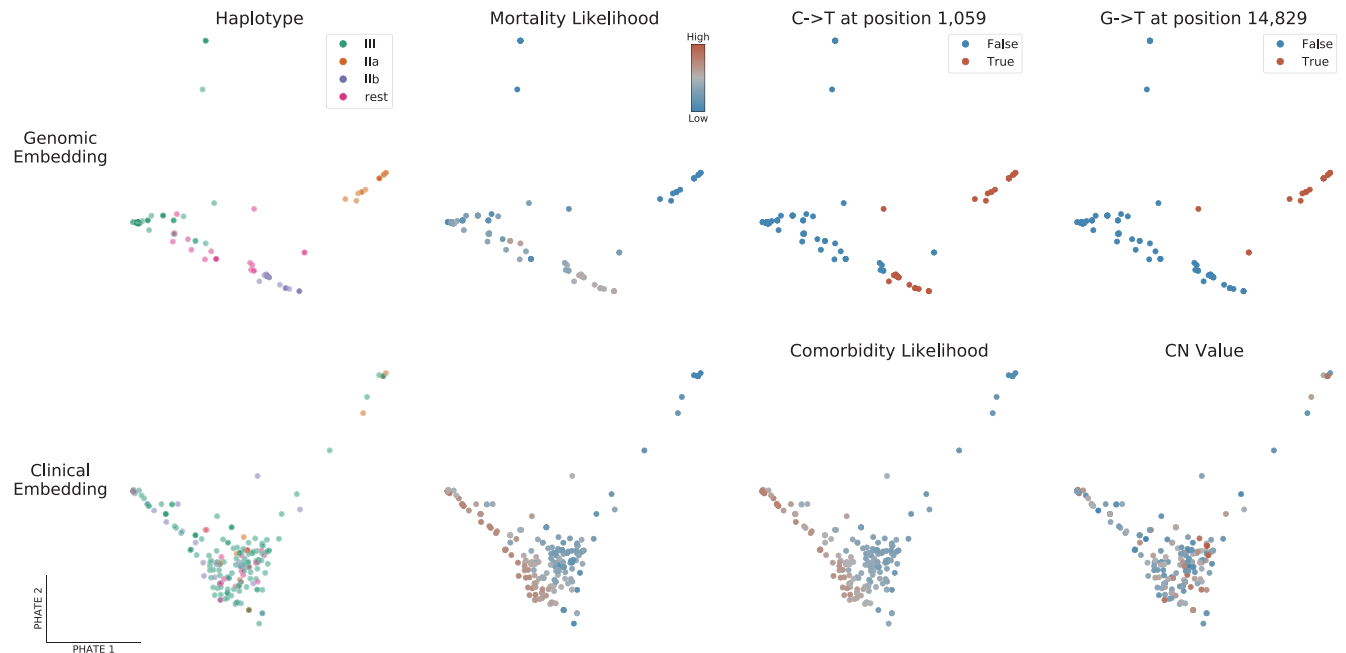 Haplotype
Mortality Likelihood
C->T at position 1,059
G->T at position 14,829
III
IIa
IIb
rest
High
Low
False
True
False
True
Genomic
Embedding
Comorbidity Likelihood
CN Value
Clinical
Embedding
PHATE 2
PHATE 1